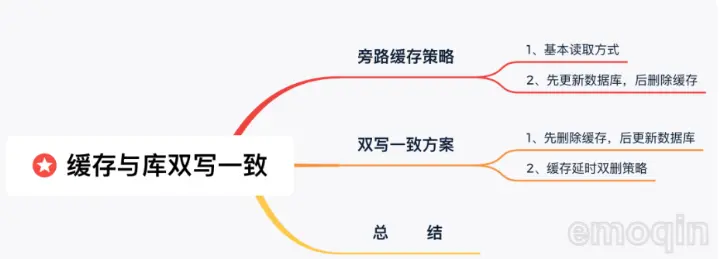 缓存与库双写一致
旁路缓存策略
1、基本读取方式
2、先更新数据库，后删除缓存
双写一致方案
1、先删除缓存，后更新数据库
2、缓存延时双删策略
总 结
emoqin